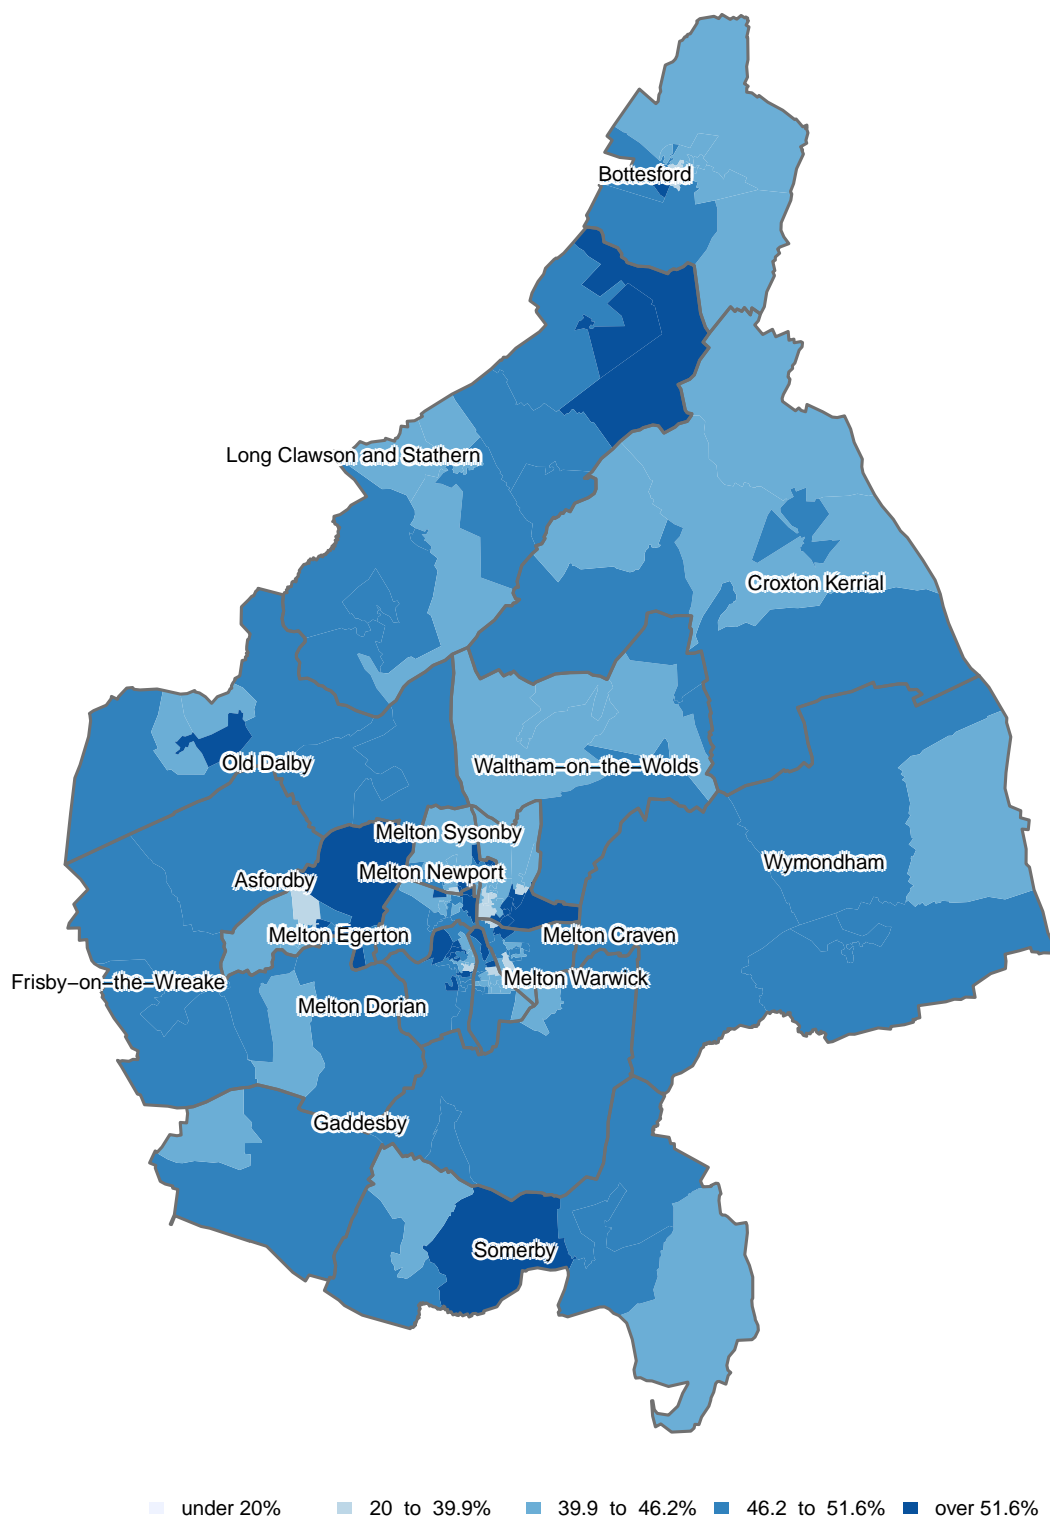 Bottesford
Long Clawson and Stathern
Croxton Kerrial
Old Dalby
Waltham–on–the–Wolds
Melton Sysonby
Wymondham
Melton Newport
Asfordby
Melton Egerton
Melton Craven
Frisby–on–the–Wreake
Melton Warwick
Melton Dorian
Gaddesby
Somerby
under 20%
20 to 39.9%
39.9 to 46.2%
46.2 to 51.6%
over 51.6%